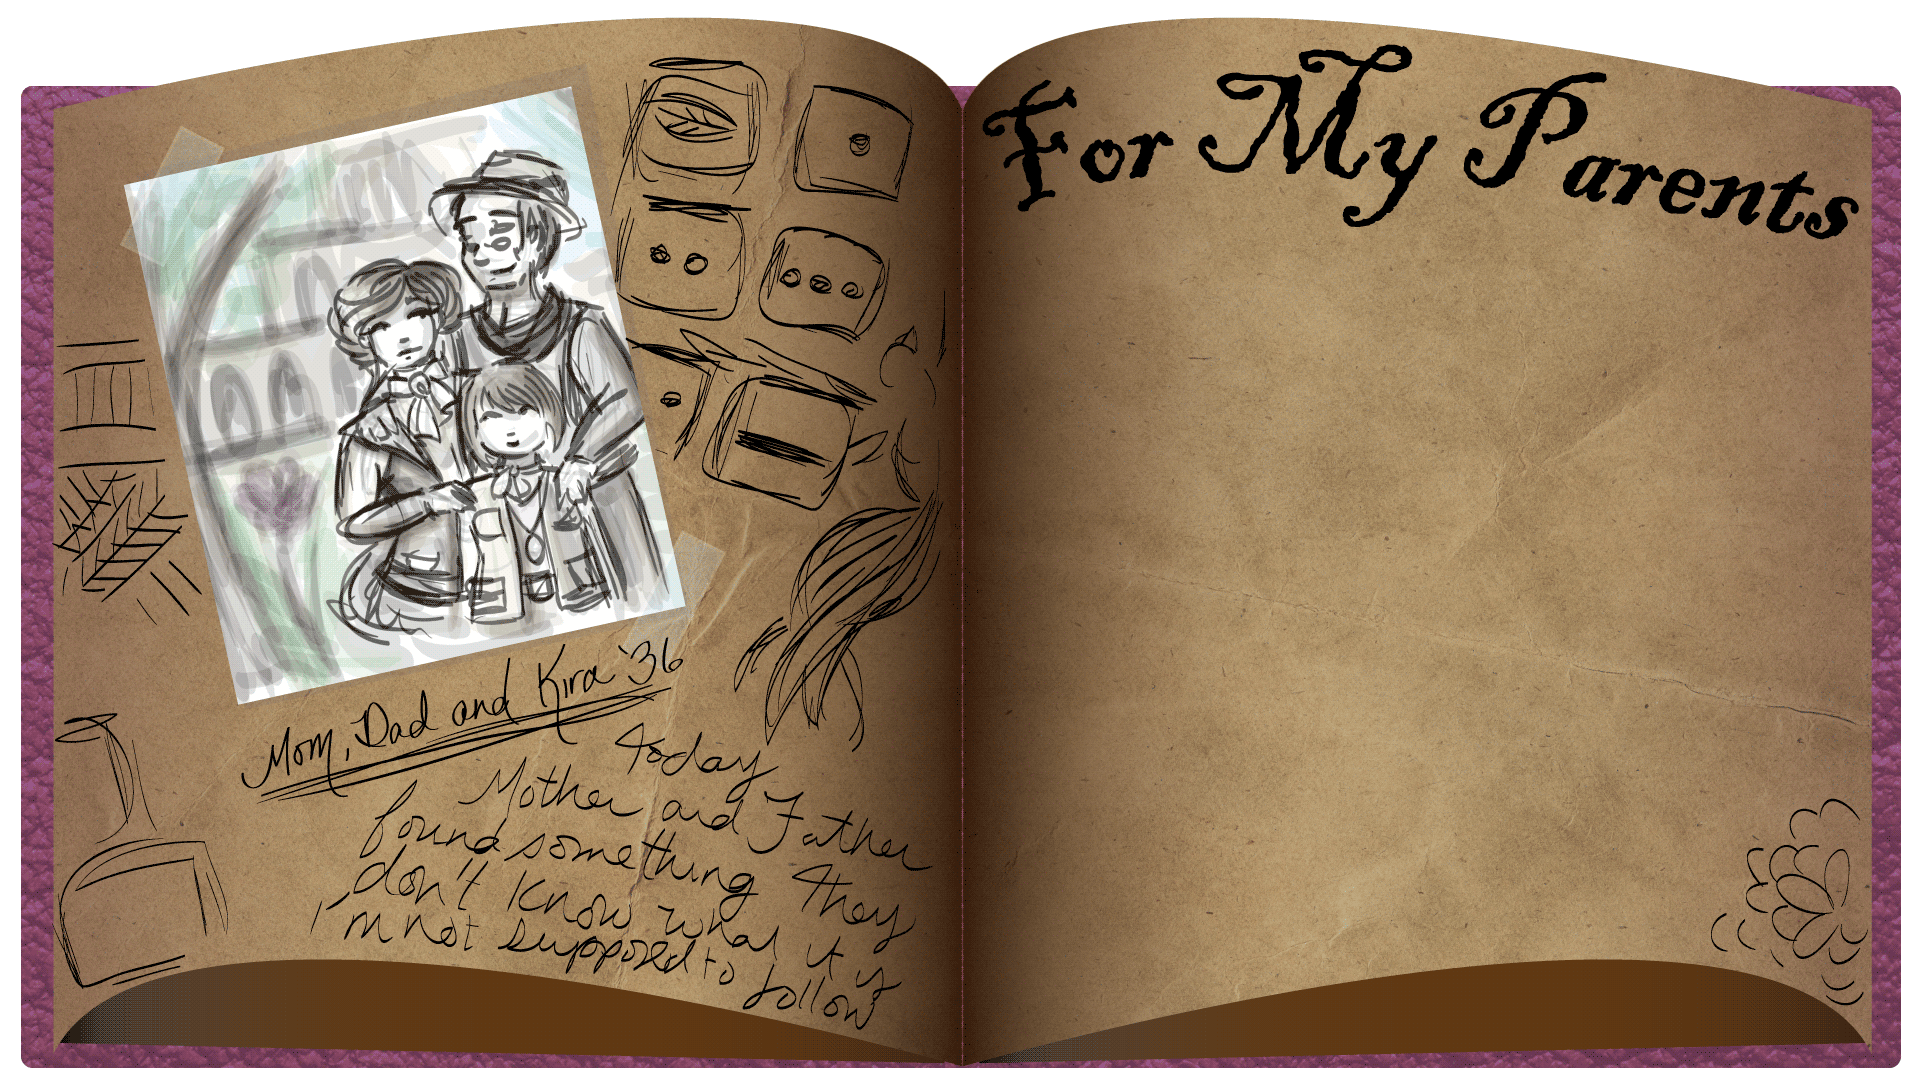 Mom, Dad and Kira '36
Today
Mother and Father
found something they
don't know what it is
I'm not supposed to follow
For My Parents